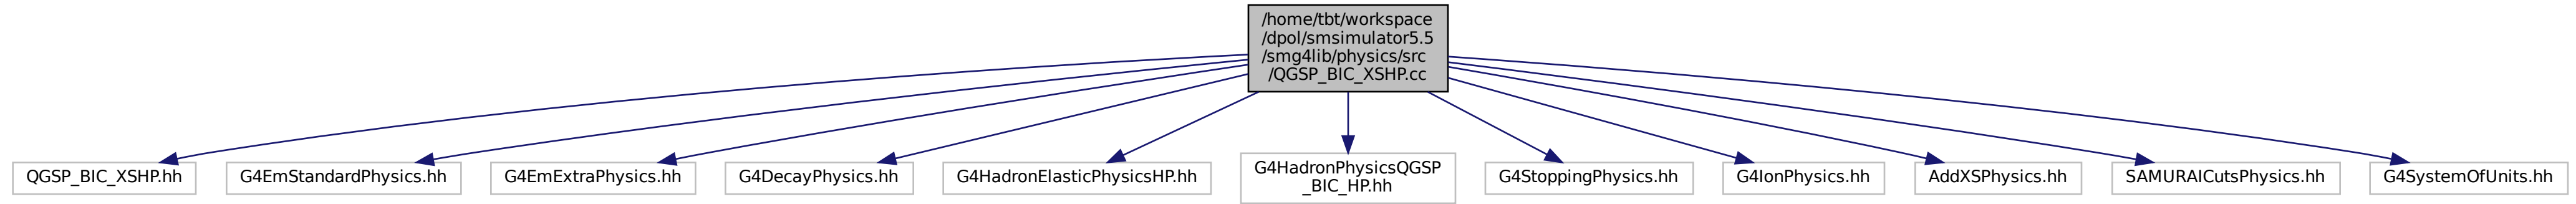 /home/tbt/workspace
/dpol/smsimulator5.5
/smg4lib/physics/src
/QGSP_BIC_XSHP.cc
QGSP_BIC_XSHP.hh
G4EmStandardPhysics.hh
G4EmExtraPhysics.hh
G4DecayPhysics.hh
G4HadronElasticPhysicsHP.hh
G4HadronPhysicsQGSP
_BIC_HP.hh
G4StoppingPhysics.hh
G4IonPhysics.hh
AddXSPhysics.hh
SAMURAICutsPhysics.hh
G4SystemOfUnits.hh